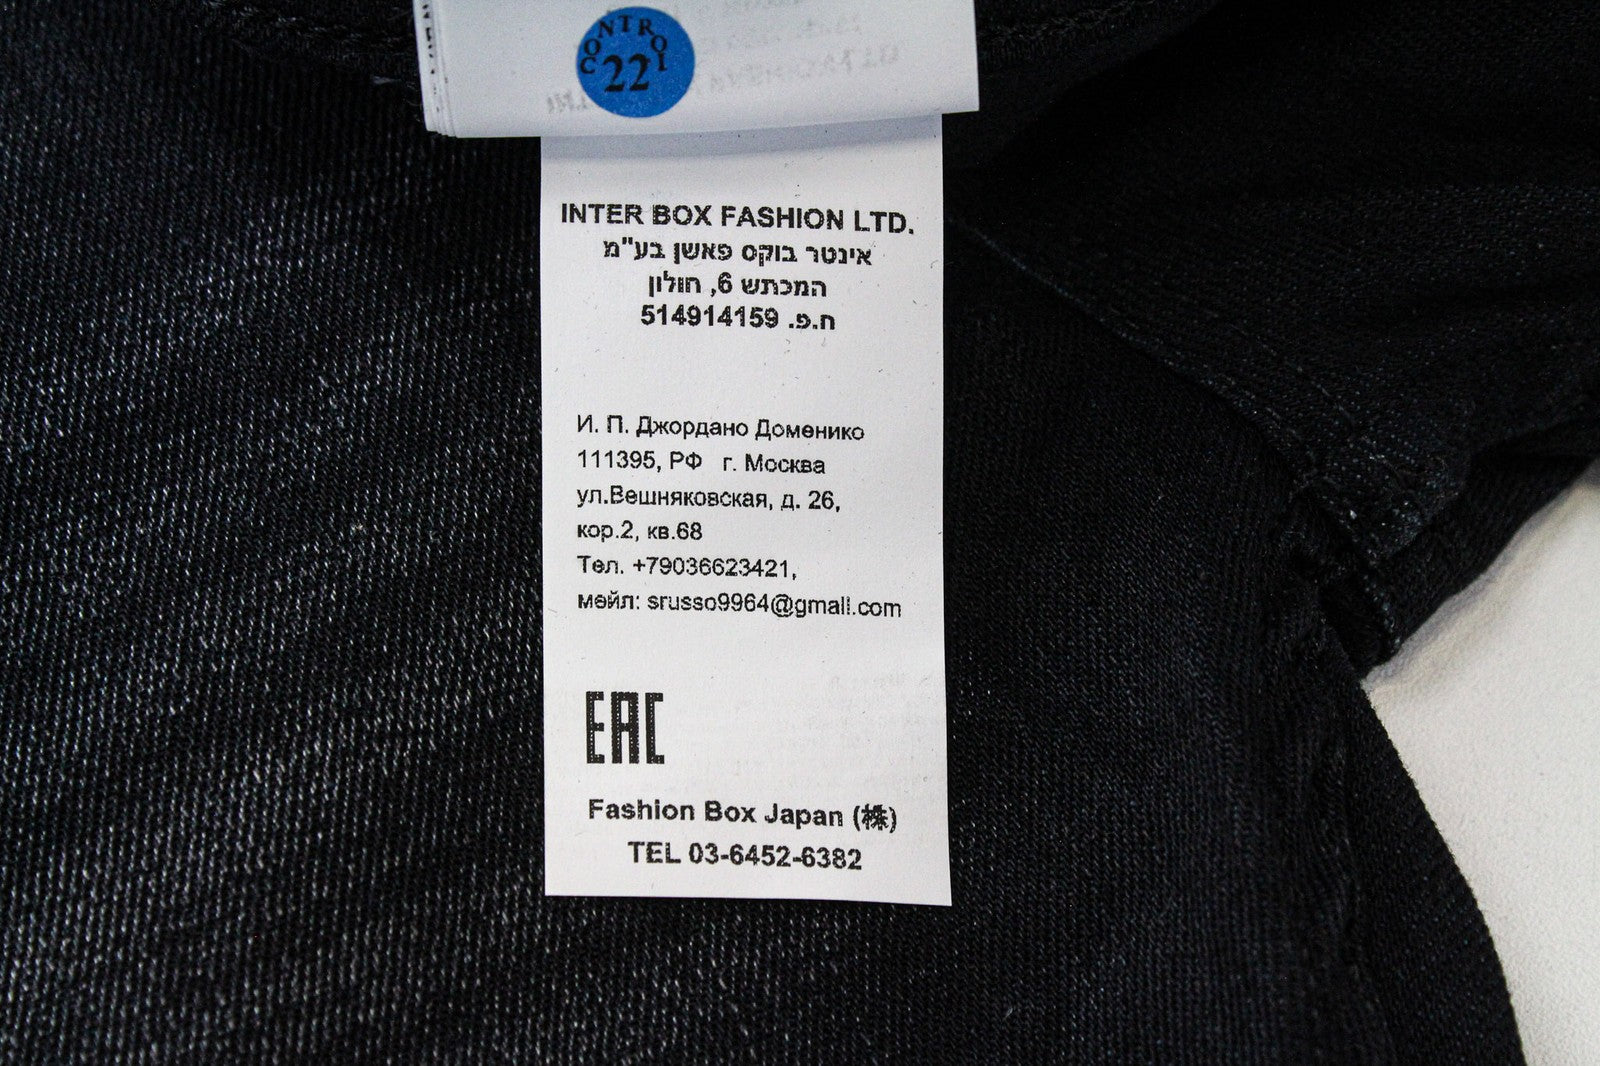 CONTROL
22
INTER BOX FASHION LTD.
אינטר בוקס פאשן בע"מ
המכתש 6, חולון
ח.פ. 514914159
И. П. Джордано Доменико
111395, РФ г. Москва
ул.Вешняковская, д. 26,
кор.2, кв.68
Тел. +79036623421,
мейл: srusso9964@gmail.com
EAC
Fashion Box Japan (株)
TEL 03-6452-6382